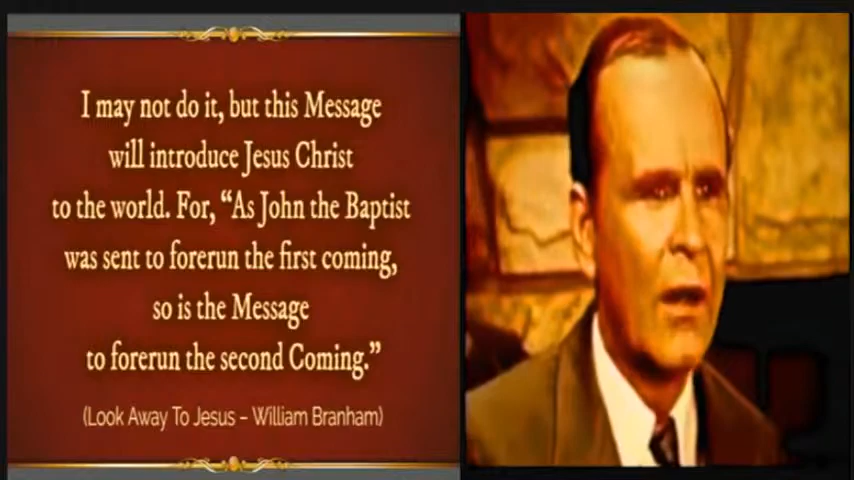 I may not do it, but this Message
will introduce Jesus Christ
to the world. For, “As John the Baptist
was sent to forerun the first coming,
so is the Message
to forerun the second Coming.”
(Look Away To Jesus – William Branham)